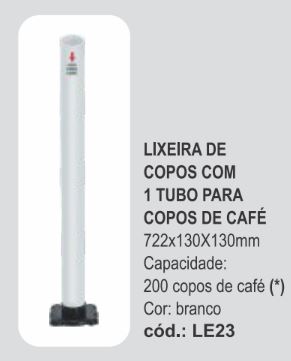 LIXEIRA DE
COPOS COM
1 TUBO PARA
COPOS DE CAFÉ
722x130X130mm
Capacidade:
200 copos de café (*)
Cor: branco
cód.: LE23